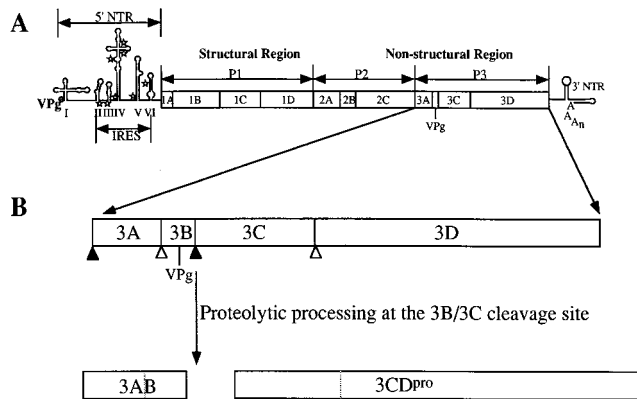 A
5' NTR
Structural Region
Non-structural Region
P1
P2
P3
3' NTR
VPg
I
II III IV
V VI
IRES
1A 1B 1C 1D 2A 2B 2C 3A 3C 3D
VPg
A
A
An
B
3A 3B 3C 3D
VPg
Proteolytic processing at the 3B/3C cleavage site
3AB
3CDpro